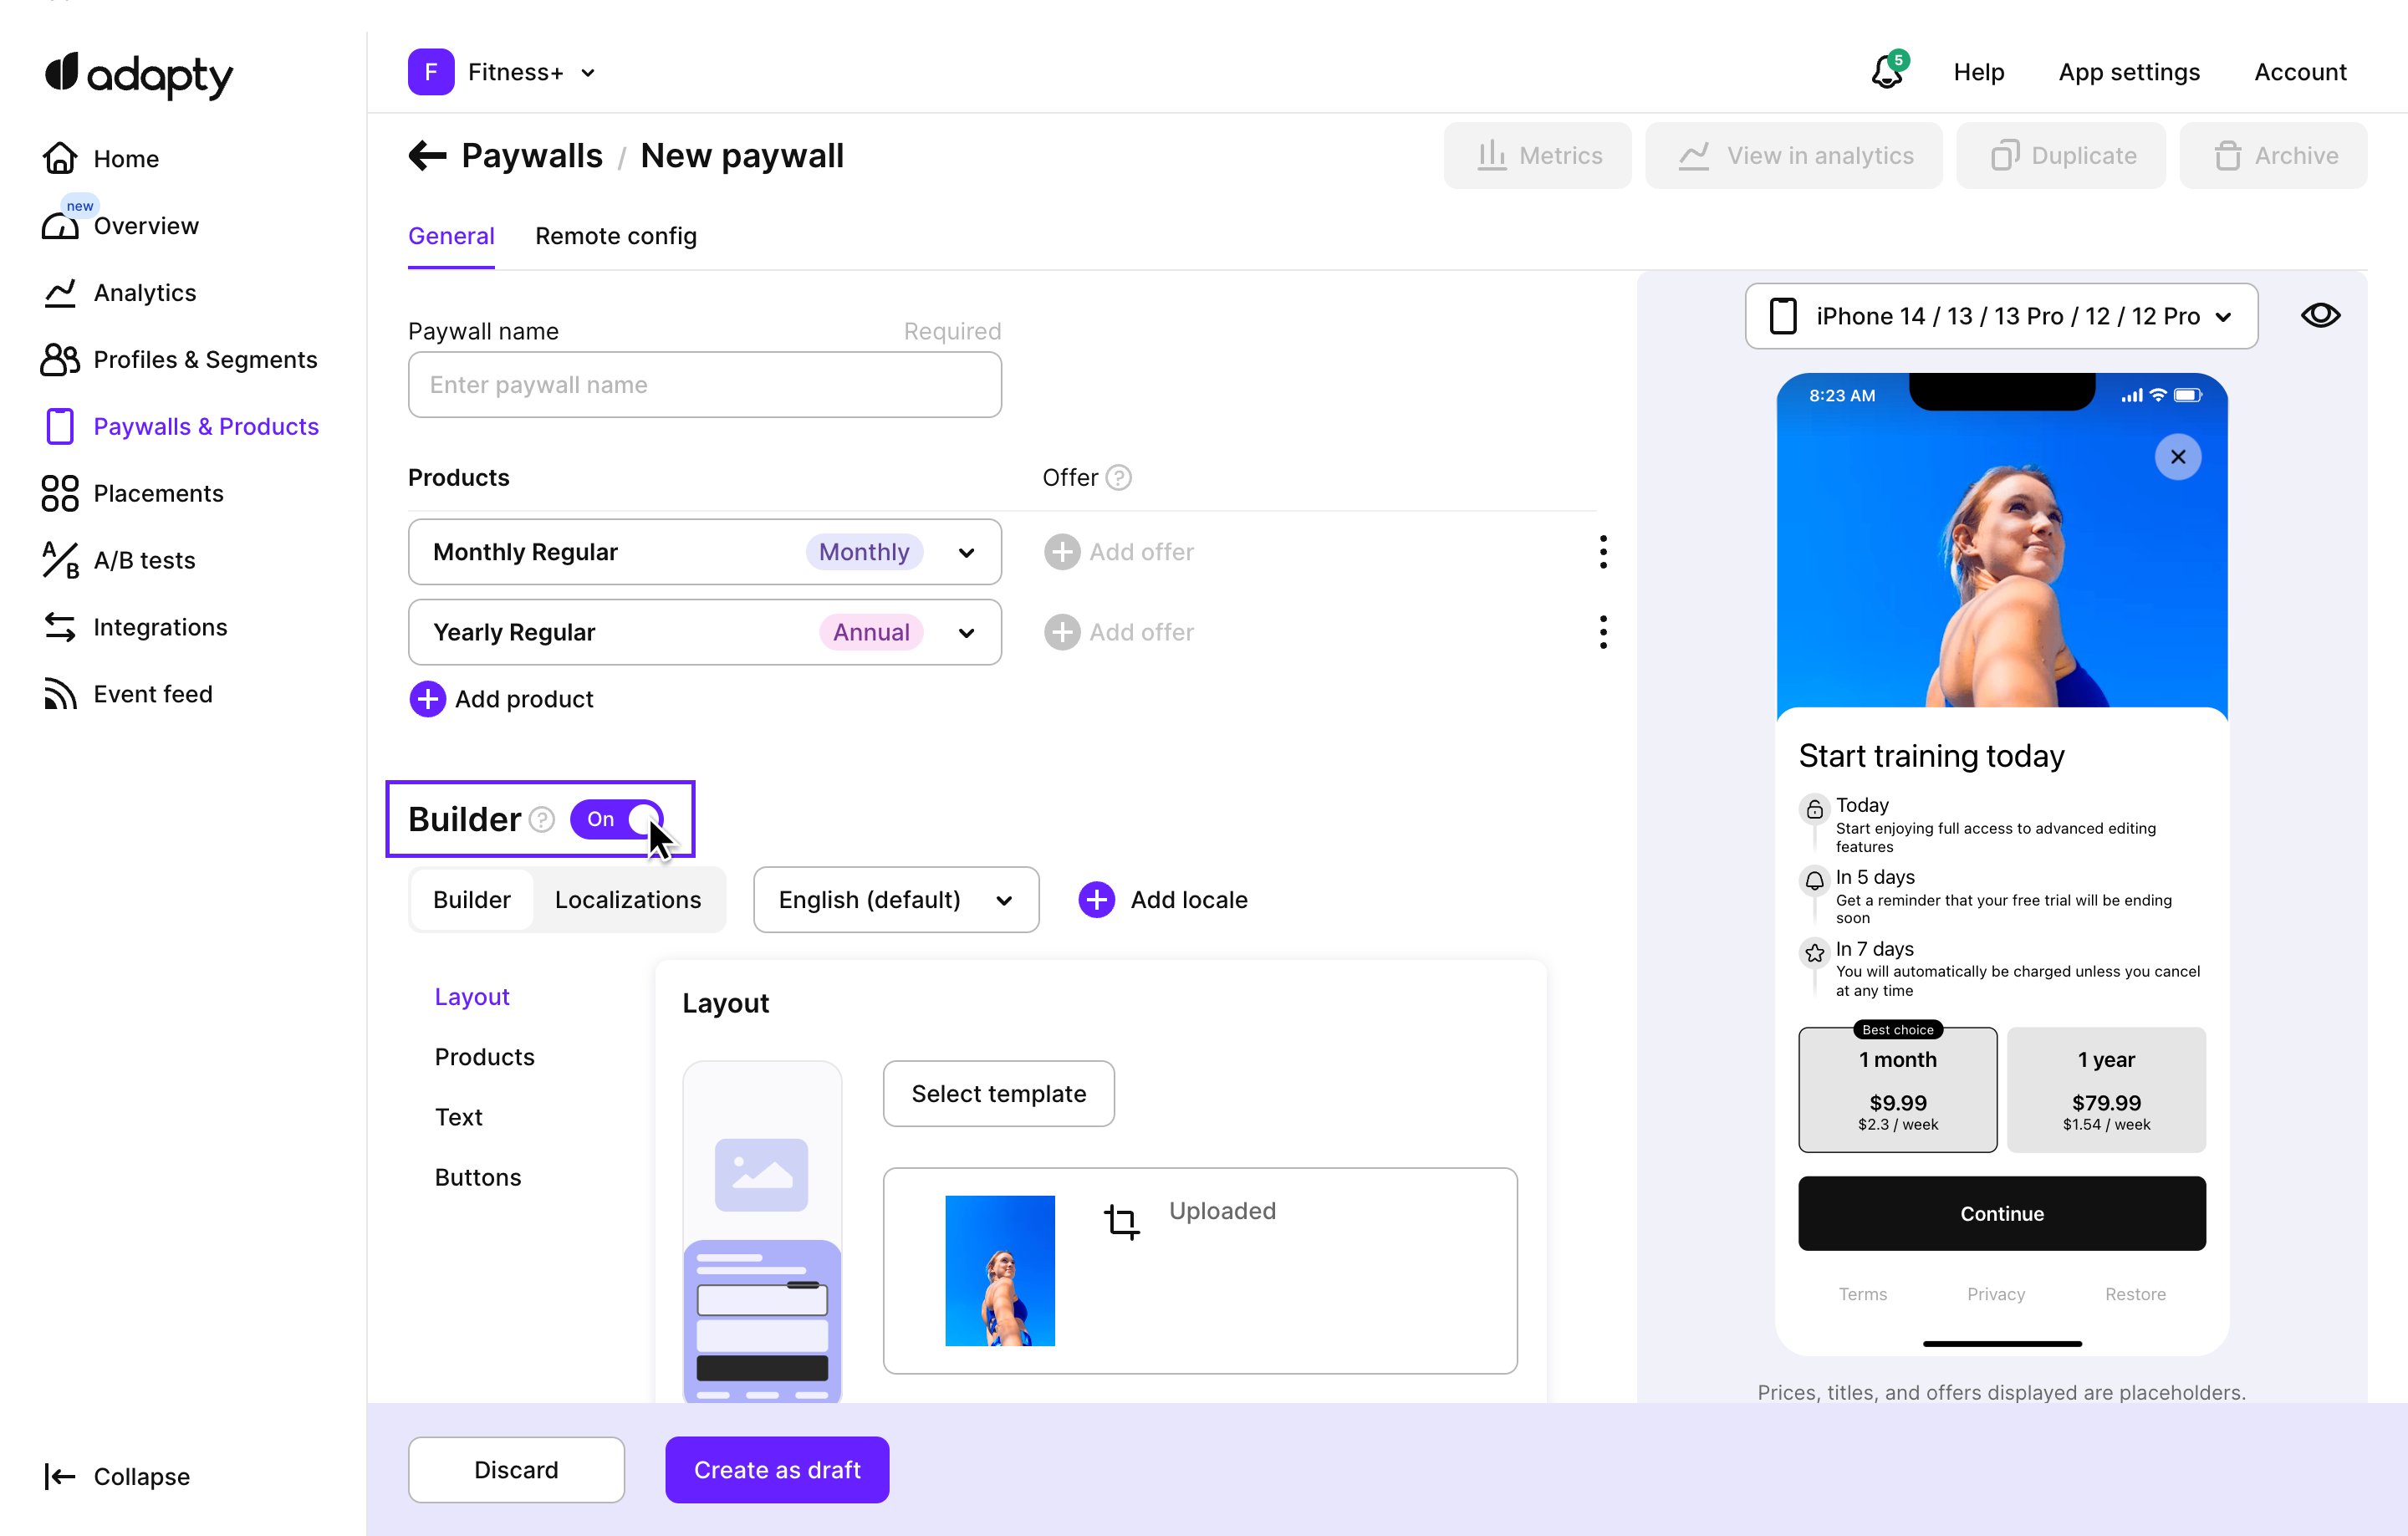 adapty
F Fitness+
5
Help
App settings
Account
Home
new
Overview
Analytics
Profiles & Segments
Paywalls & Products
Placements
A/B
A/B tests
Integrations
Event feed
Collapse
Paywalls / New paywall
Metrics
View in analytics
Duplicate
Archive
General
Remote config
Paywall name
Required
Enter paywall name
Products
Offer ?
Monthly Regular
Monthly
Add offer
Yearly Regular
Annual
Add offer
Add product
Builder ? On
Builder
Localizations
English (default)
Add locale
Layout
Products
Text
Buttons
Layout
Select template
Uploaded
Discard
Create as draft
iPhone 14 / 13 / 13 Pro / 12 / 12 Pro
8:23 AM
Start training today
Today
Start enjoying full access to advanced editing
features
In 5 days
Get a reminder that your free trial will be ending
soon
In 7 days
You will automatically be charged unless you cancel
at any time
Best choice
1 month
$9.99
$2.3 / week
1 year
$79.99
$1.54 / week
Continue
Terms
Privacy
Restore
Prices, titles, and offers displayed are placeholders.